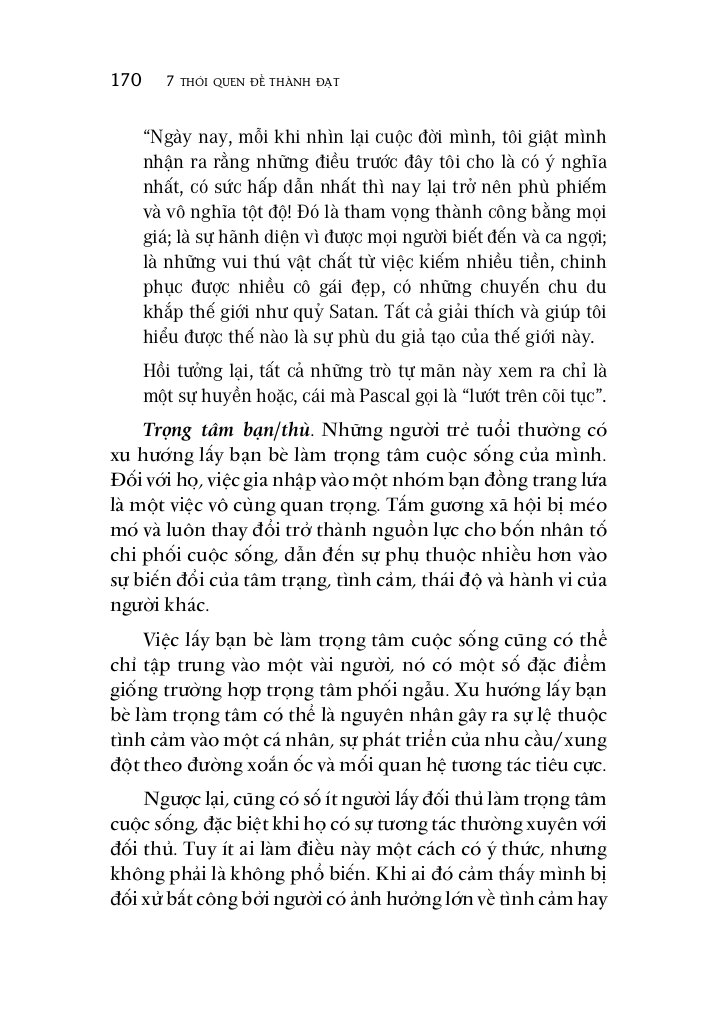 170 7 THÓI QUEN ĐỂ THÀNH ĐẠT
“Ngày nay, mỗi khi nhìn lại cuộc đời mình, tôi giật mình
nhận ra rằng những điều trước đây tôi cho là có ý nghĩa
nhất, có sức hấp dẫn nhất thì nay lại trở nên phù phiếm
và vô nghĩa tột độ! Đó là tham vọng thành công bằng mọi
giá; là sự hãnh diện vì được mọi người biết đến và ca ngợi;
là những vui thú vật chất từ việc kiếm nhiều tiền, chinh
phục được nhiều cô gái đẹp, có những chuyến chu du
khắp thế giới như quỷ Satan. Tất cả giải thích và giúp tôi
hiểu được thế nào là sự phù du giả tạo của thế giới này.
Hồi tưởng lại, tất cả những trò tự mãn này xem ra chỉ là
một sự huyễn hoặc, cái mà Pascal gọi là “lướt trên cõi tục”.
Trọng tâm bạn/thù. Những người trẻ tuổi thường có
xu hướng lấy bạn bè làm trọng tâm cuộc sống của mình.
Đối với họ, việc gia nhập vào một nhóm bạn đồng trang lứa
là một việc vô cùng quan trọng. Tấm gương xã hội bị méo
mó và luôn thay đổi trở thành nguồn lực cho bốn nhân tố
chi phối cuộc sống, dẫn đến sự phụ thuộc nhiều hơn vào
sự biến đổi của tâm trạng, tình cảm, thái độ và hành vi của
người khác.
Việc lấy bạn bè làm trọng tâm cuộc sống cũng có thể
chỉ tập trung vào một vài người, nó có một số đặc điểm
giống trường hợp trọng tâm phối ngẫu. Xu hướng lấy bạn
bè làm trọng tâm có thể là nguyên nhân gây ra sự lệ thuộc
tình cảm vào một cá nhân, sự phát triển của nhu cầu/xung
đột theo đường xoắn ốc và mối quan hệ tương tác tiêu cực.
Ngược lại, cũng có số ít người lấy đối thủ làm trọng tâm
cuộc sống, đặc biệt khi họ có sự tương tác thường xuyên với
đối thủ. Tuy ít ai làm điều này một cách có ý thức, nhưng
không phải là không phổ biến. Khi ai đó cảm thấy mình bị
đối xử bất công bởi người có ảnh hưởng lớn về tình cảm hay